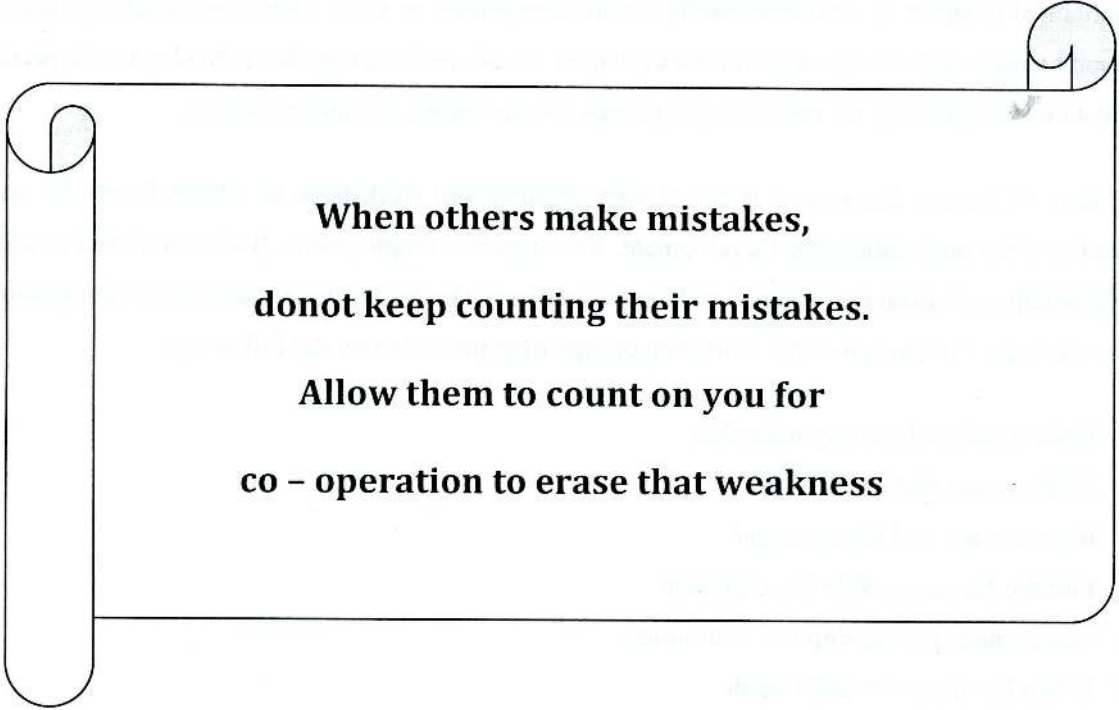 When others make mistakes,
donot keep counting their mistakes.
Allow them to count on you for
co – operation to erase that weakness